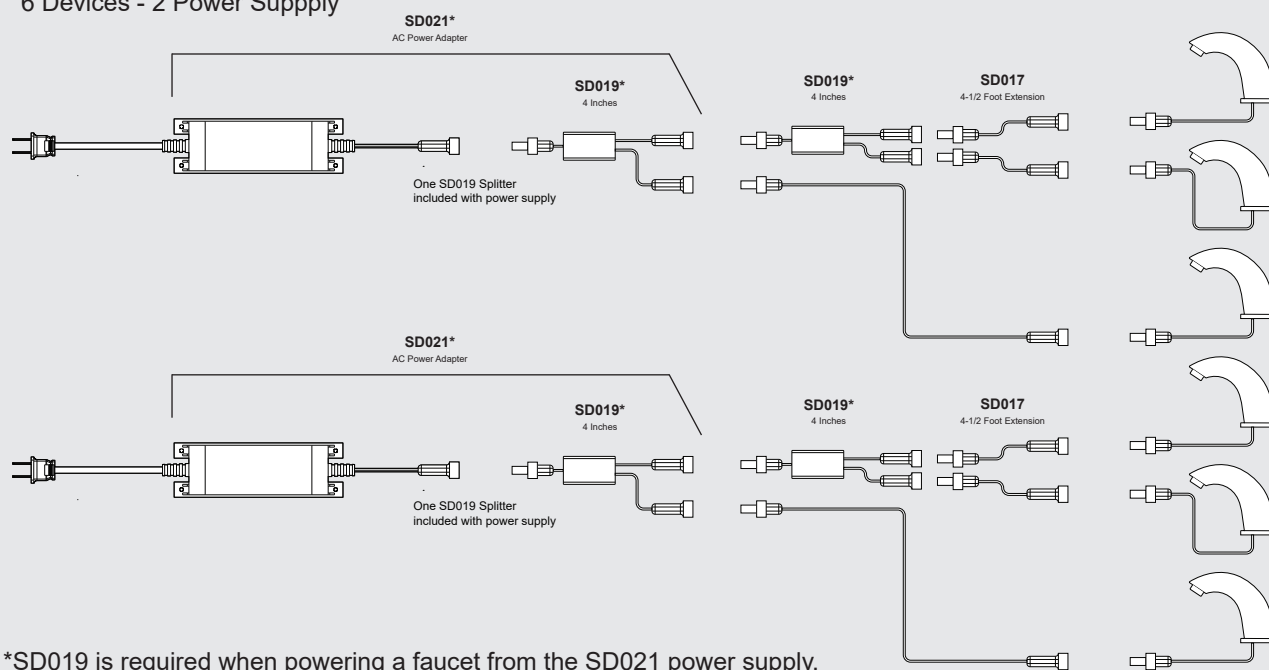 6 Devices - 2 Power Suppply
SD021*
AC Power Adapter
SD019*
4 Inches
SD019*
4 Inches
SD017
4-1/2 Foot Extension
One SD019 Splitter
included with power supply
SD021*
AC Power Adapter
SD019*
4 Inches
SD019*
4 Inches
SD017
4-1/2 Foot Extension
One SD019 Splitter
included with power supply
*SD019 is required when powering a faucet from the SD021 power supply.